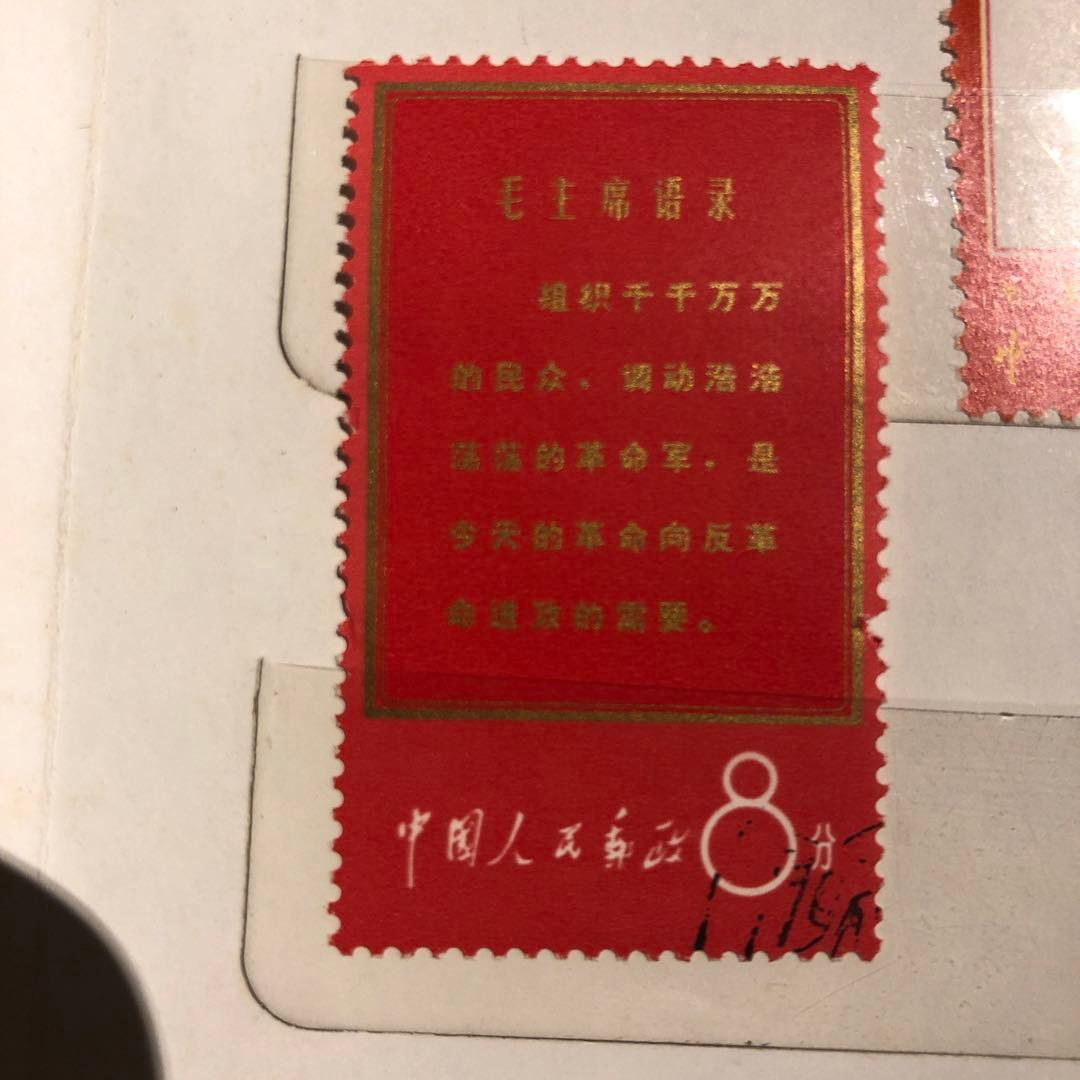 毛主席语录
组织千千万万
的民众，调动浩浩
荡荡的革命军，是
今天的革命向反革
命进攻的需要。
中国人民邮政 8分
中